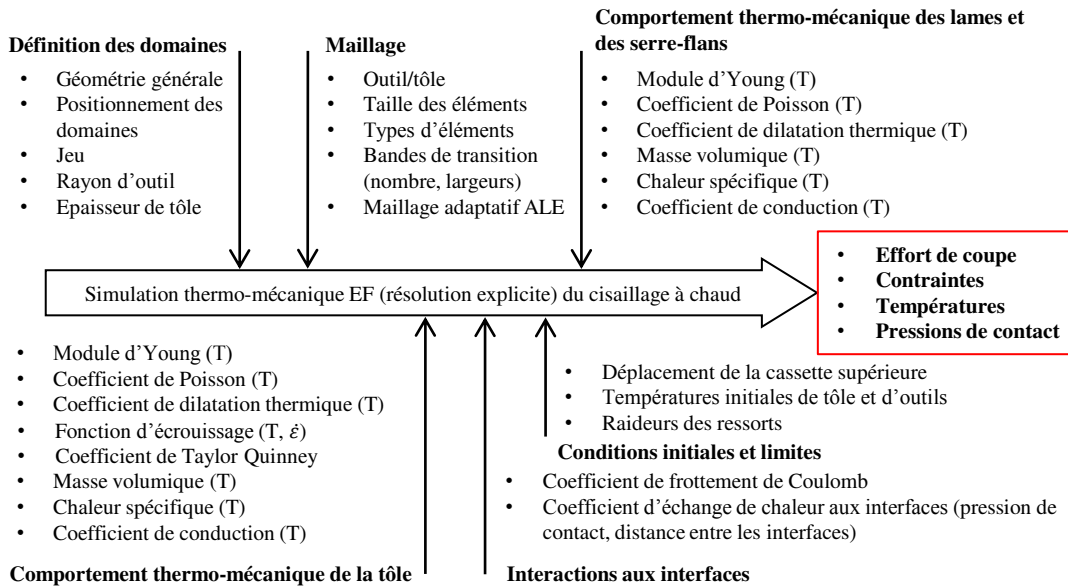 Définition des domaines
• Géométrie générale
• Positionnement des
domaines
• Jeu
• Rayon d'outil
• Epaisseur de tôle
Maillage
• Outil/tôle
• Taille des éléments
• Types d'éléments
• Bandes de transition
(nombre, largeurs)
• Maillage adaptatif ALE
Comportement thermo-mécanique des lames et
des serre-flans
• Module d'Young (T)
• Coefficient de Poisson (T)
• Coefficient de dilatation thermique (T)
• Masse volumique (T)
• Chaleur spécifique (T)
• Coefficient de conduction (T)
Simulation thermo-mécanique EF (résolution explicite) du cisaillage à chaud
• Effort de coupe
• Contraintes
• Températures
• Pressions de contact
• Module d'Young (T)
• Coefficient de Poisson (T)
• Coefficient de dilatation thermique (T)
• Fonction d'écrouissage (T, ε̇)
• Coefficient de Taylor Quinney
• Masse volumique (T)
• Chaleur spécifique (T)
• Coefficient de conduction (T)
Comportement thermo-mécanique de la tôle
• Déplacement de la cassette supérieure
• Températures initiales de tôle et d'outils
• Raideurs des ressorts
Conditions initiales et limites
• Coefficient de frottement de Coulomb
• Coefficient d'échange de chaleur aux interfaces (pression de
contact, distance entre les interfaces)
Interactions aux interfaces